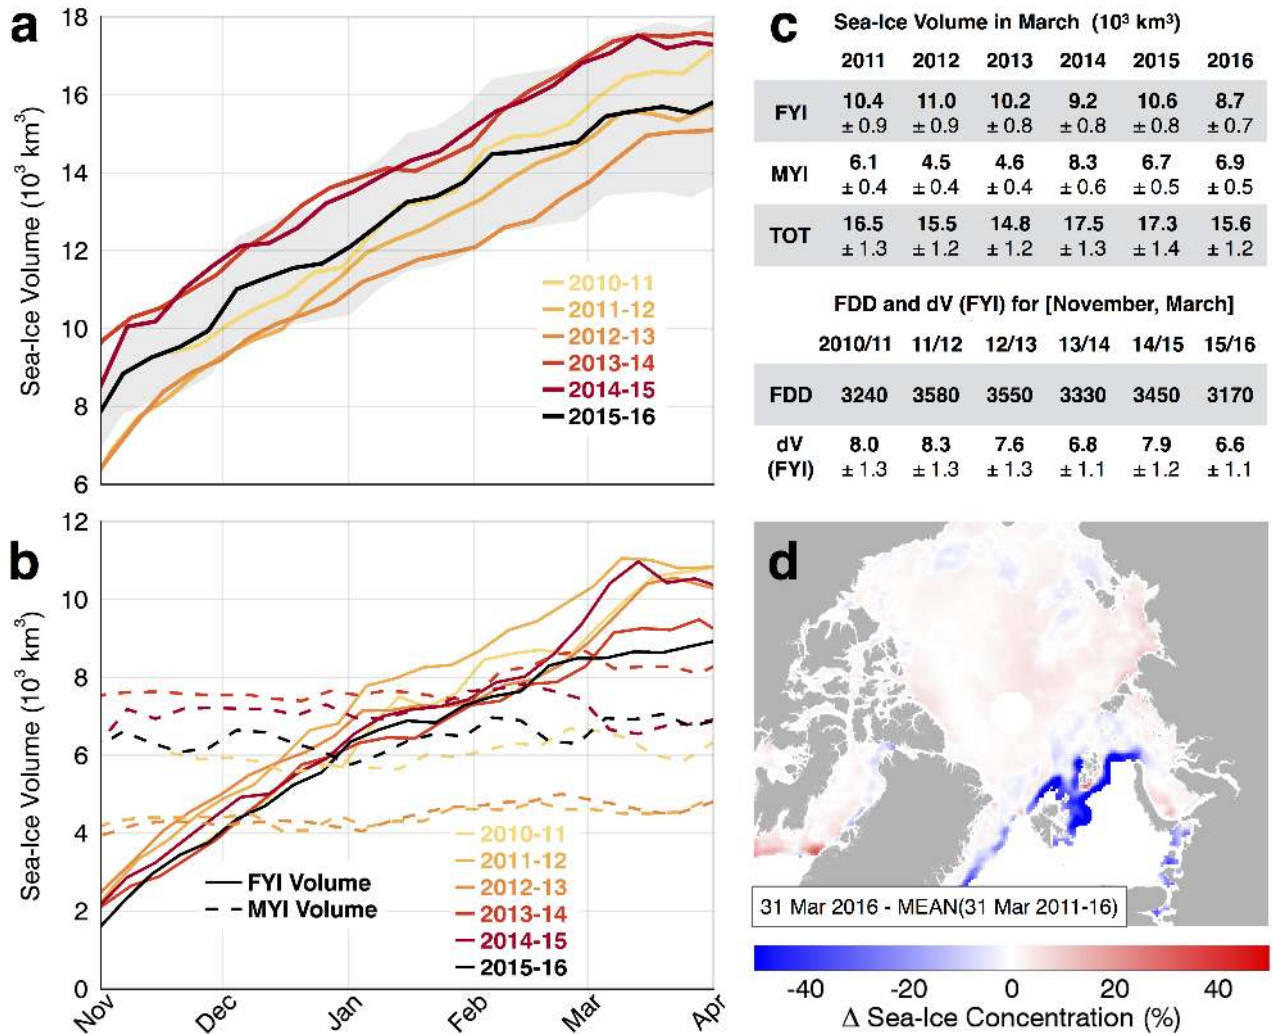 a
18
16
14
12
10
8
6
Sea-Ice Volume (10³ km³)
2010-11
2011-12
2012-13
2013-14
2014-15
2015-16
b
12
10
8
6
4
2
0
Sea-Ice Volume (10³ km³)
FYI Volume
MYI Volume
2010-11
2011-12
2012-13
2013-14
2014-15
2015-16
Nov Dec Jan Feb Mar Apr
c
Sea-Ice Volume in March (10³ km³)
2011 2012 2013 2014 2015 2016
FYI 10.4 11.0 10.2 9.2 10.6 8.7
± 0.9 ± 0.9 ± 0.8 ± 0.8 ± 0.8 ± 0.7
MYI 6.1 4.5 4.6 8.3 6.7 6.9
± 0.4 ± 0.4 ± 0.4 ± 0.6 ± 0.5 ± 0.5
TOT 16.5 15.5 14.8 17.5 17.3 15.6
± 1.3 ± 1.2 ± 1.2 ± 1.3 ± 1.4 ± 1.2
FDD and dV (FYI) for [November, March]
2010/11 11/12 12/13 13/14 14/15 15/16
FDD 3240 3580 3550 3330 3450 3170
dV 8.0 8.3 7.6 6.8 7.9 6.6
(FYI) ± 1.3 ± 1.3 ± 1.3 ± 1.1 ± 1.2 ± 1.1
d
31 Mar 2016 - MEAN(31 Mar 2011-16)
-40 -20 0 20 40
Δ Sea-Ice Concentration (%)